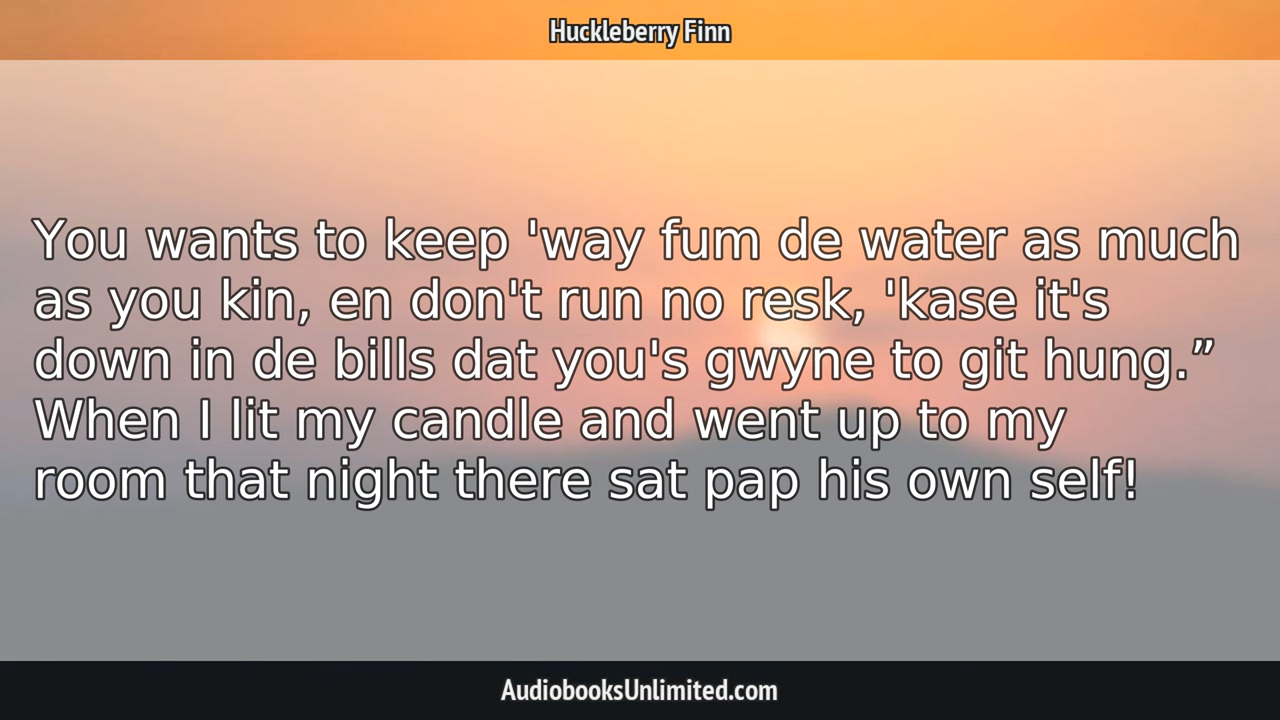 Huckleberry Finn
You wants to keep 'way fum de water as much
as you kin, en don't run no resk, 'kase it's
down in de bills dat you's gwyne to git hung.”
When I lit my candle and went up to my
room that night there sat pap his own self!
AudiobooksUnlimited.com